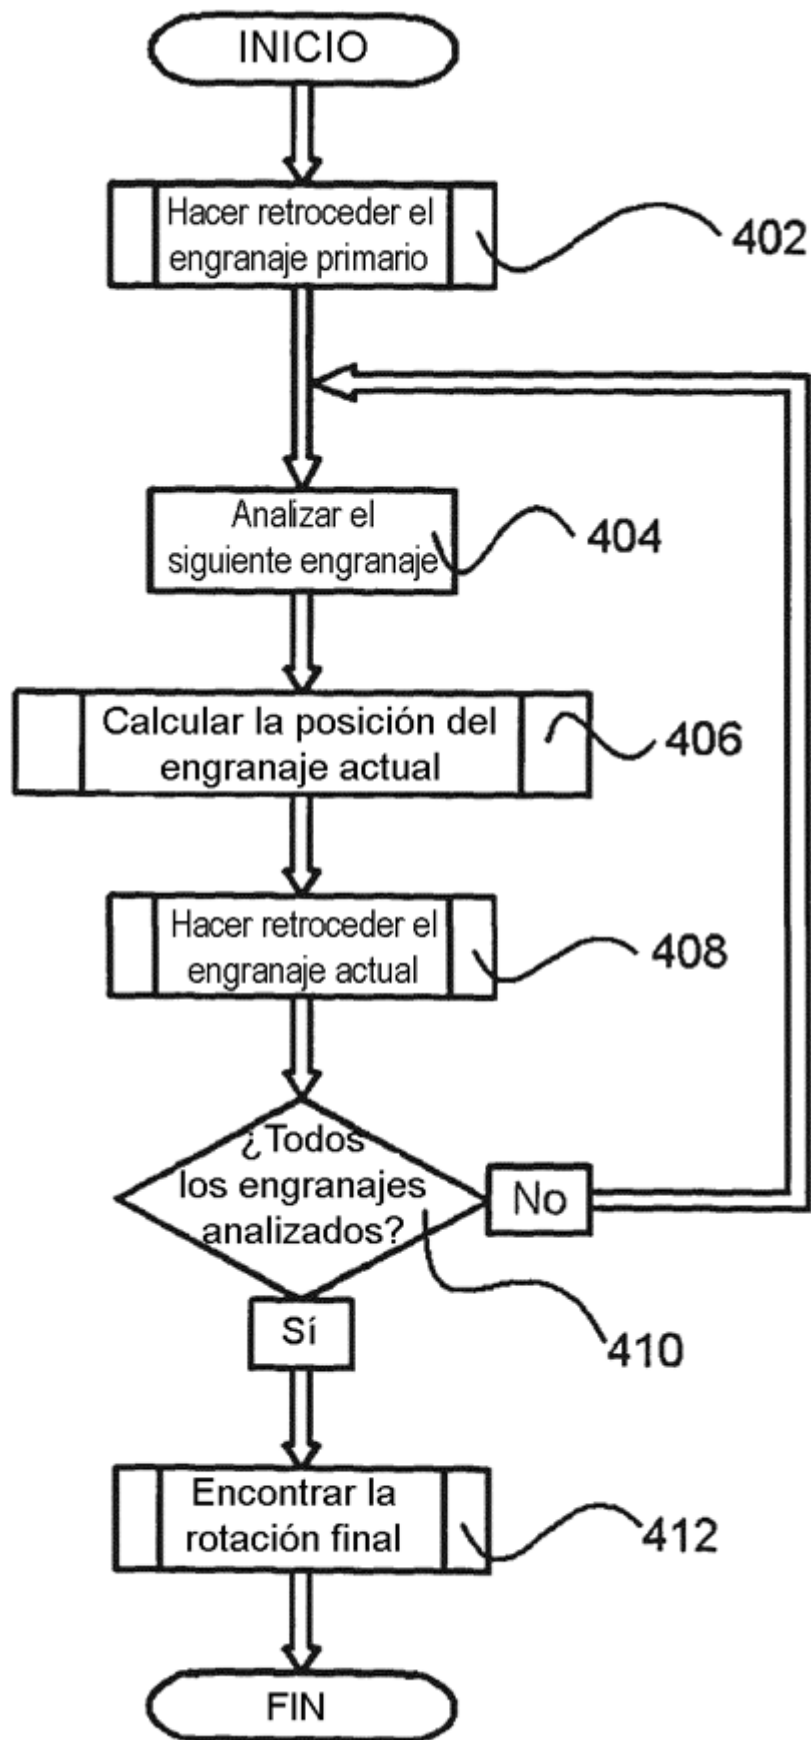 INICIO
Hacer retroceder el
engranaje primario
402
Analizar el
siguiente engranaje
404
Calcular la posición del
engranaje actual
406
Hacer retroceder el
engranaje actual
408
¿Todos
los engranajes
analizados?
No
Sí
410
Encontrar la
rotación final
412
FIN